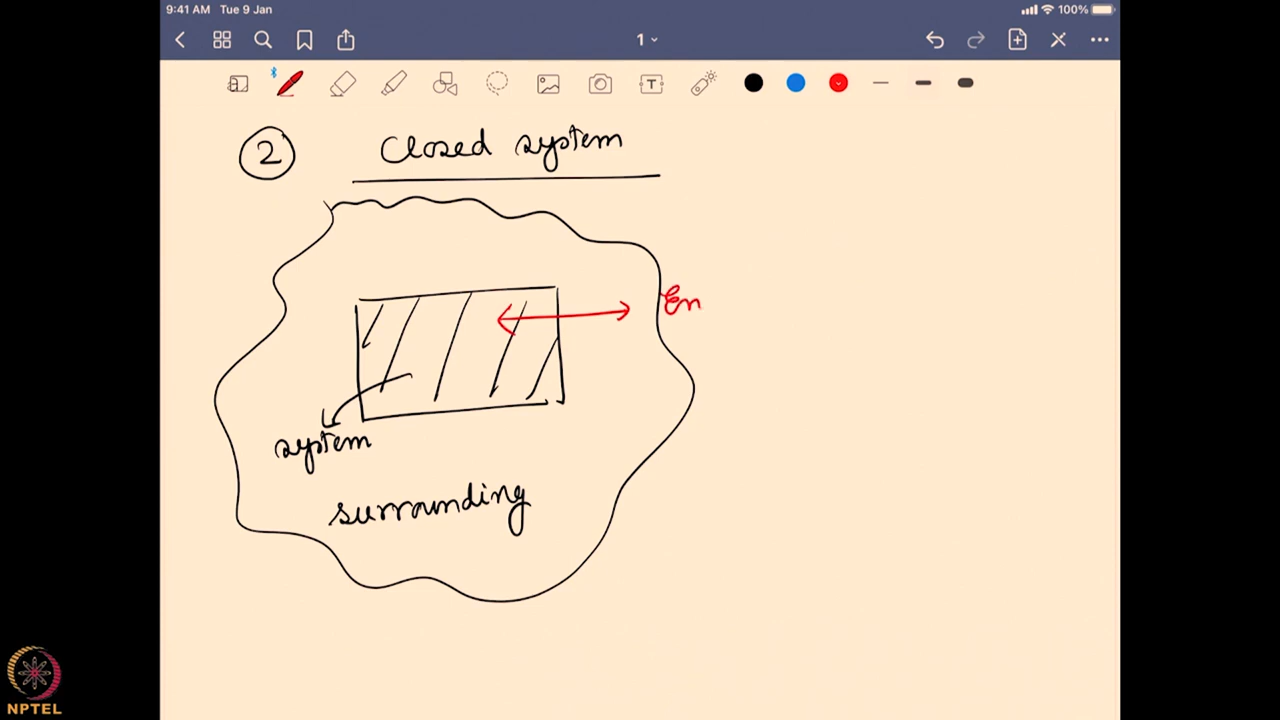 9:41 AM Tue 9 Jan
100%
1
T
2 Closed system
En
system
surrounding
NPTEL